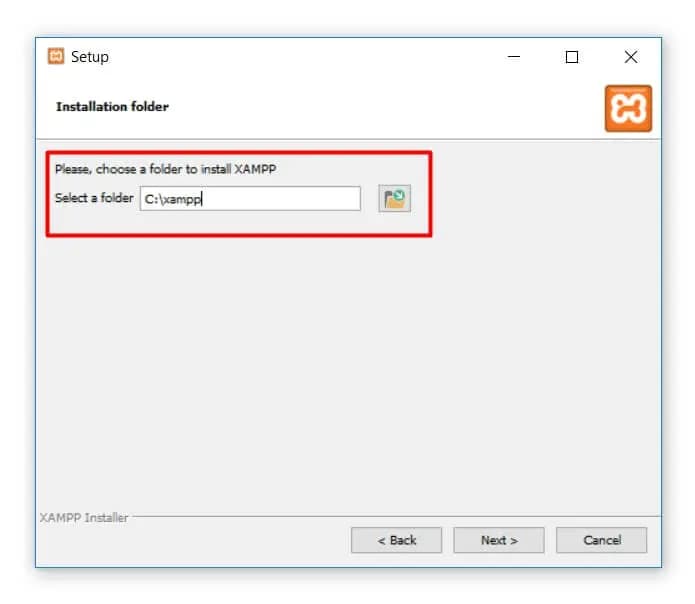 Setup
Installation folder
Please, choose a folder to install XAMPP
Select a folder C:\xampp
XAMPP Installer
< Back Next > Cancel